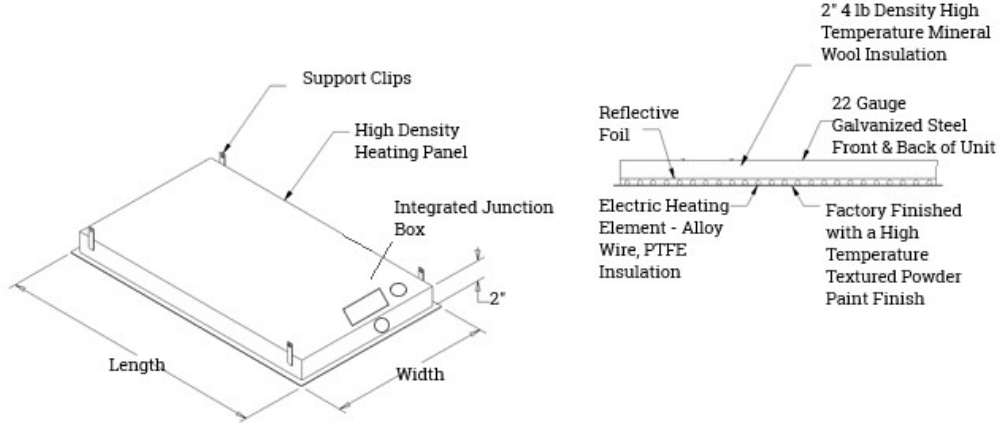 Support Clips
High Density
Heating Panel
Integrated Junction
Box
2"
Length
Width
2" 4 lb Density High
Temperature Mineral
Wool Insulation
Reflective
Foil
22 Gauge
Galvanized Steel
Front & Back of Unit
Electric Heating
Element - Alloy
Wire, PTFE
Insulation
Factory Finished
with a High
Temperature
Textured Powder
Paint Finish